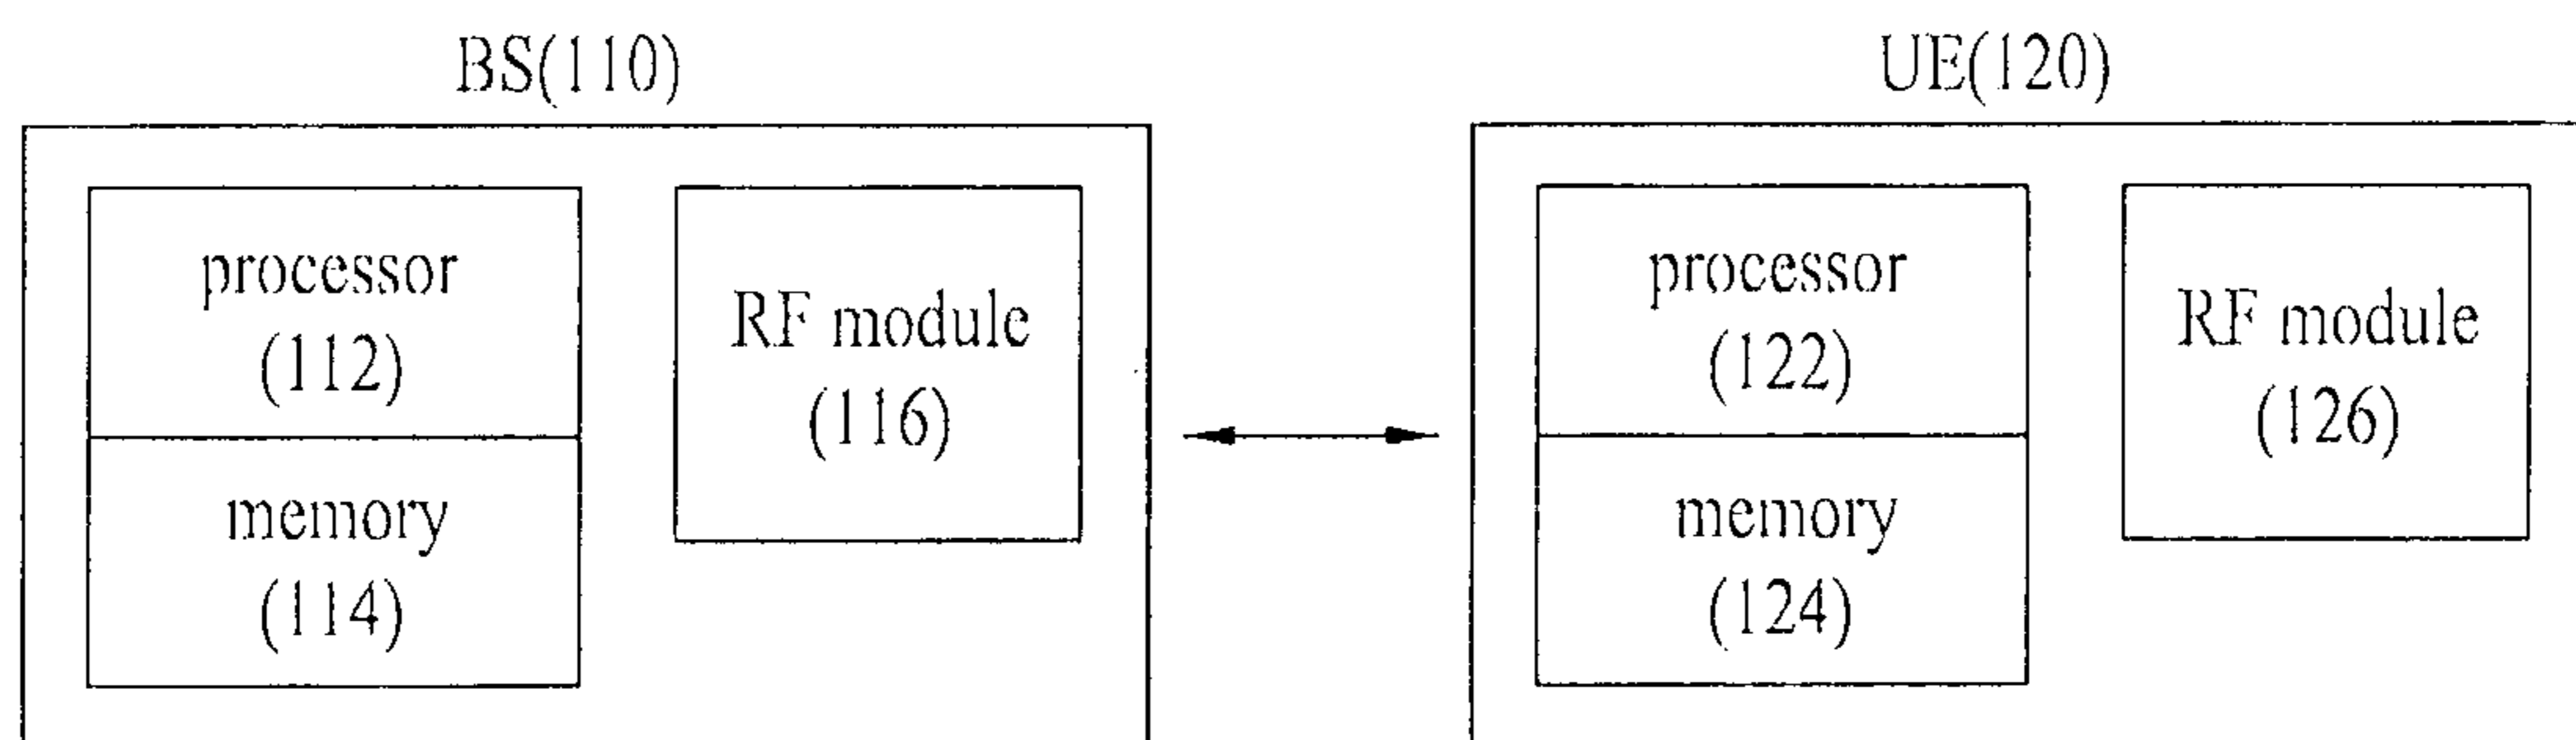 BS(110)
processor
(112)
memory
(114)
RF module
(116)
UE(120)
processor
(122)
memory
(124)
RF module
(126)